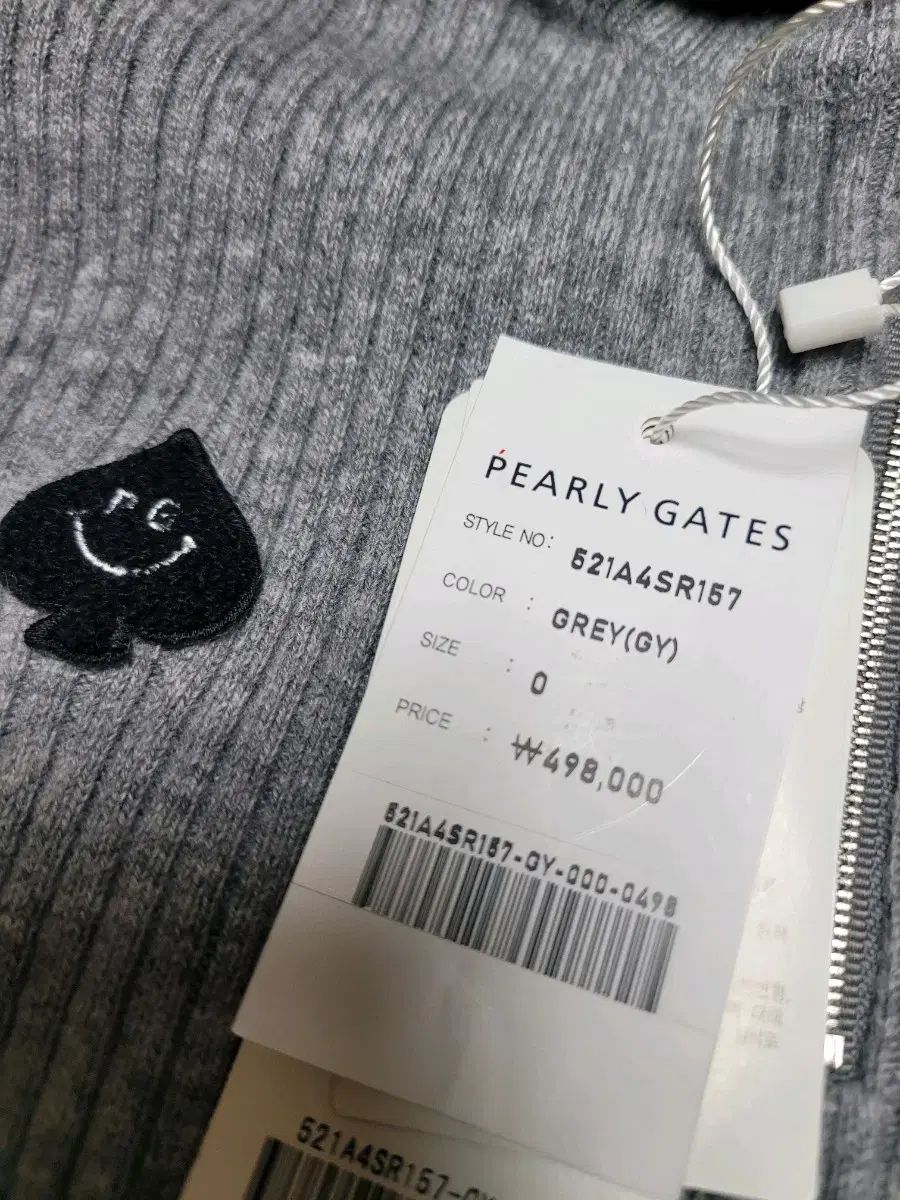 PG
PEARLY GATES
STYLE NO: 521A4SR157
COLOR : GREY(GY)
SIZE : 0
PRICE : ₩498,000
521A4SR157-GY-000-0498
521A4SR157-GY